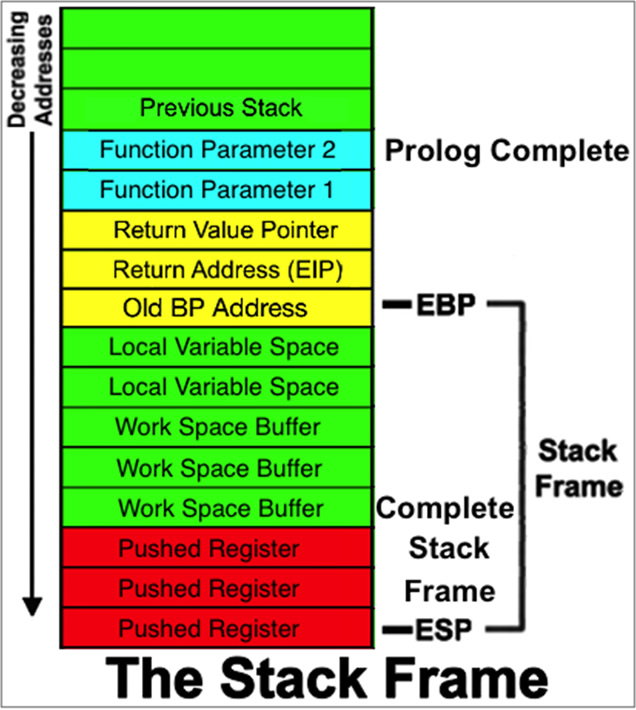 Decreasing
Addresses
Previous Stack
Function Parameter 2
Prolog Complete
Function Parameter 1
Return Value Pointer
Return Address (EIP)
Old BP Address
EBP
Local Variable Space
Local Variable Space
Work Space Buffer
Work Space Buffer
Work Space Buffer
Pushed Register
Pushed Register
Pushed Register
Complete
Stack
Frame
ESP
Stack
Frame
The Stack Frame